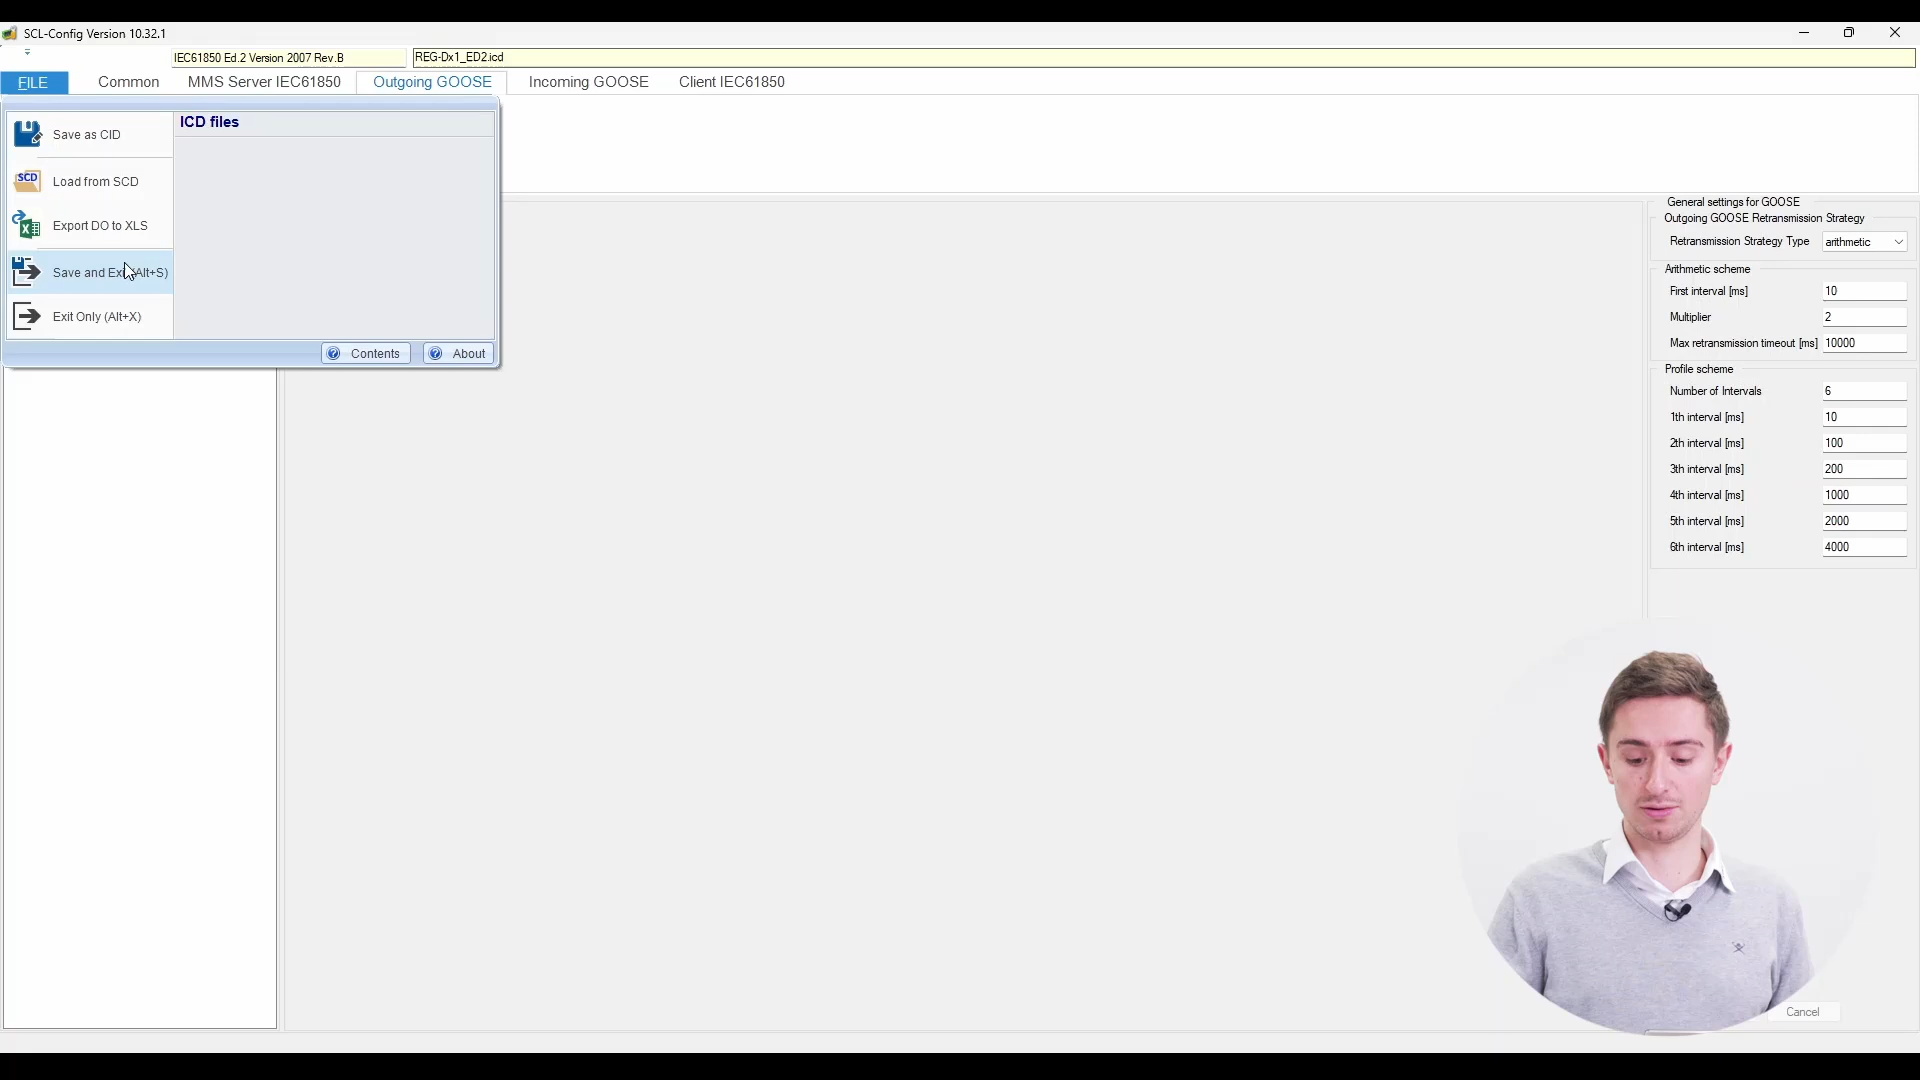 SCL-Config Version 10.32.1
IEC61850 Ed.2 Version 2007 Rev.B
REG-Dx1_ED2.icd
FILE
Common
MMS Server IEC61850
Outgoing GOOSE
Incoming GOOSE
Client IEC61850
Save as CID
SCD
Load from SCD
Export DO to XLS
Save and Exi (Alt+S)
Exit Only (Alt+X)
ICD files
Contents
About
General settings for GOOSE
Outgoing GOOSE Retransmission Strategy
Retransmission Strategy Type arithmetic
Arithmetic scheme
First interval [ms] 10
Multiplier 2
Max retransmission timeout [ms] 10000
Profile scheme
Number of Intervals 6
1th interval [ms] 10
2th interval [ms] 100
3th interval [ms] 200
4th interval [ms] 1000
5th interval [ms] 2000
6th interval [ms] 4000
Cancel